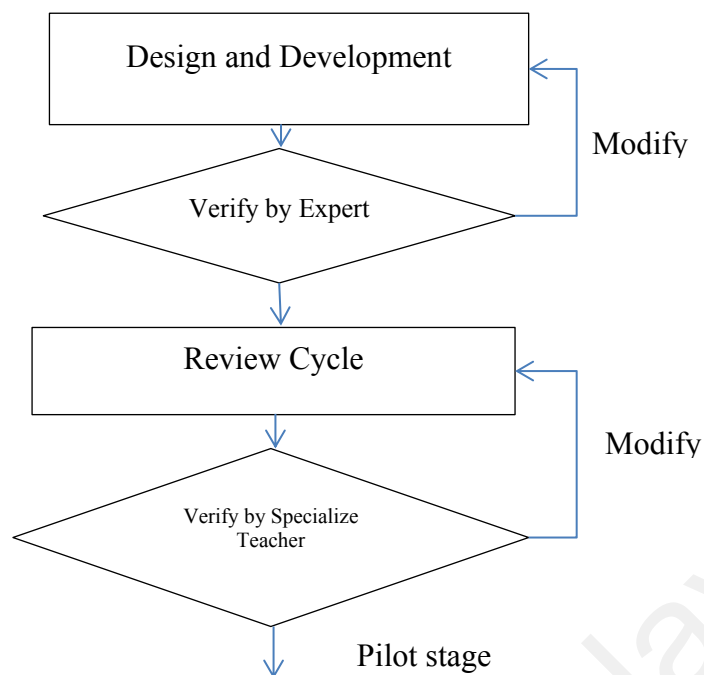 Design and Development
Modify
Verify by Expert
Review Cycle
Modify
Verify by Specialize
Teacher
Pilot stage